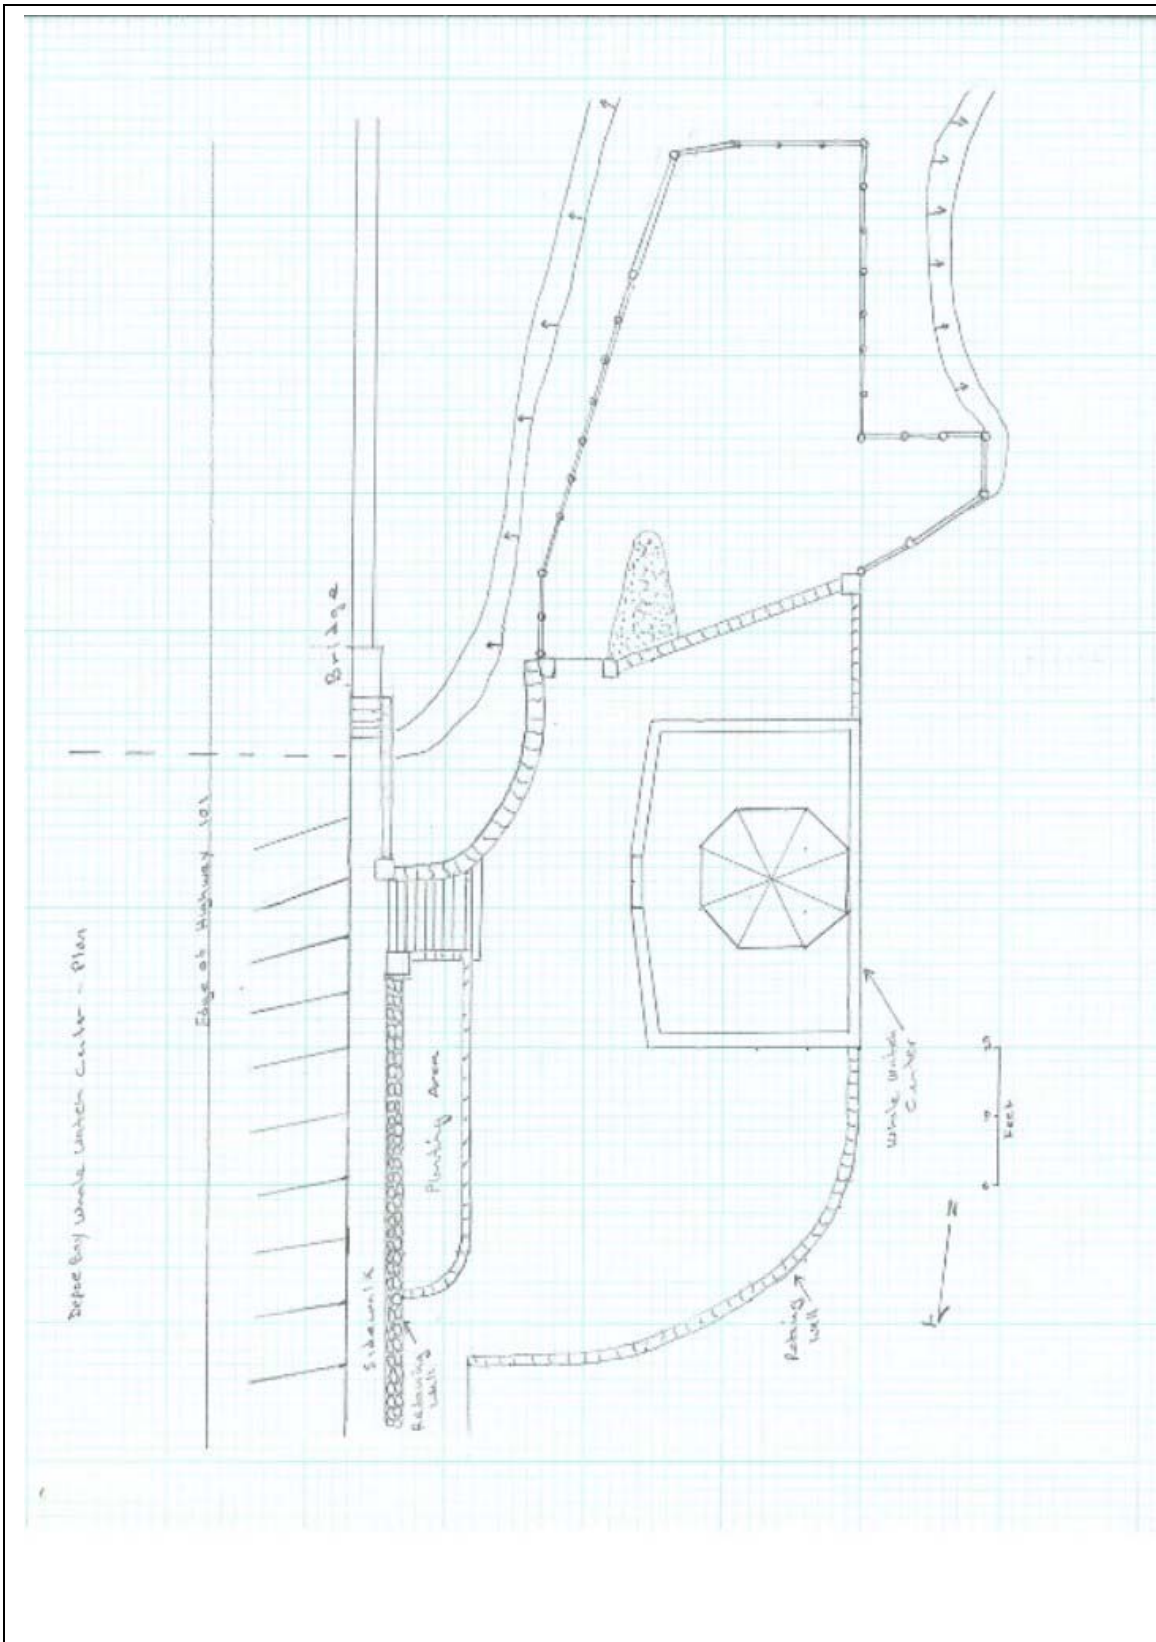 Depoe Bay Whale Watch Center - Plan
Edge of Highway 101
Bridge
Sidewalk
Retaining
Wall
Planting Area
Whale Watch
Center
Retaining
Wall
Feet
N
0